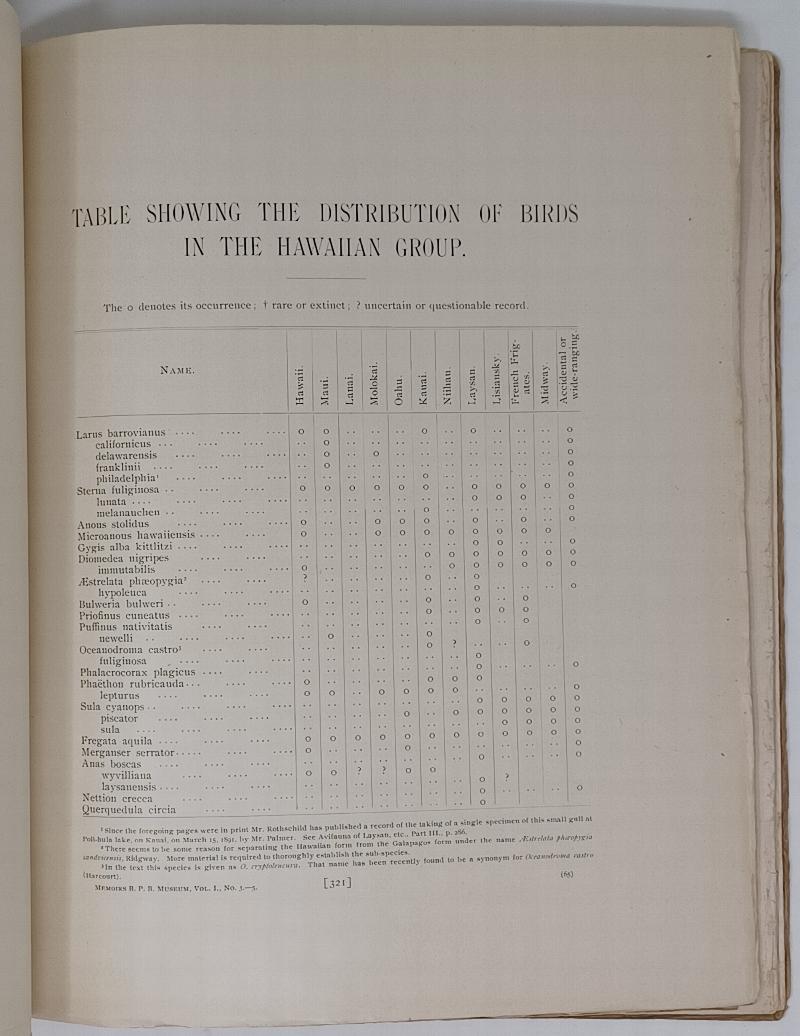 TABLE SHOWING THE DISTRIBUTION OF BIRDS
IN THE HAWAIIAN GROUP.
The o denotes its occurrence; † rare or extinct; ? uncertain or questionable record.
NAME. Hawaii. Maui. Lanai. Molokai. Oahu. Kauai. Niihau. Laysan. Lisiansky. French Frig-ates. Midway. Accidental or wide-ranging.
Larus barrovianus o o .. .. .. o .. o .. .. .. o
californicus .. o .. .. .. .. .. .. .. .. .. o
delawarensis .. o .. o .. .. .. .. .. .. .. o
franklinii .. o .. .. .. .. .. .. .. .. .. o
philadelphia¹ .. .. .. .. .. o .. .. .. .. .. o
Sterna fuliginosa o o o o o o .. o o o o o
lunata .. .. .. .. .. .. .. o o o .. o
melanauchen .. .. .. .. .. o .. .. .. .. .. o
Anous stolidus o .. .. o o o .. o .. o .. o
Microanous hawaiiensis o .. .. o o o o o o o o
Gygis alba kittlitzi .. .. .. .. .. .. .. o o .. .. o
Diomedea nigripes .. .. .. .. .. o o o o o o o
immutabilis o .. .. .. .. .. o o o o o o
Æstrelata phæopygia² ? .. .. .. .. o .. o
hypoleuca .. .. .. .. .. .. .. o .. .. .. o
Bulweria bulweri o .. .. .. .. o .. o .. o
Priofinus cuneatus .. .. .. .. .. o .. o o o
Puffinus nativitatis .. .. .. .. .. .. .. o .. o
newelli .. o .. .. .. o
Oceanodroma castro³ .. .. .. .. .. o ? .. .. o
fuliginosa .. .. .. .. .. .. .. o
Phalacrocorax plagicus .. .. .. .. .. .. .. o .. .. .. o
Phaëthon rubricauda o .. .. .. .. o o o
lepturus o o .. o o o o .. .. .. .. o
Sula cyanops .. .. .. .. .. .. .. o o o o o
piscator .. .. .. .. o .. o o o o o o
sula .. .. .. .. .. .. .. .. o o o o
Fregata aquila o o o o o o o o o o o o
Merganser serrator o .. .. .. o .. .. .. .. .. .. o
Anas boscas .. .. .. .. .. .. .. o .. .. .. o
wyvilliana o o ? ? o o
laysanensis .. .. .. .. .. .. .. o ?
Nettion crecca .. .. .. .. .. .. .. o .. .. .. o
Querquedula circia .. .. .. .. .. .. .. o
¹Since the foregoing pages were in print Mr. Rothschild has published a record of the taking of a single specimen of this small gull at
Poli-hula lake, on Kauai, on March 15, 1891, by Mr. Palmer. See Avifauna of Laysan, etc., Part III., p. 286.
²There seems to be some reason for separating the Hawaiian form from the Galapagos form under the name Æstrelata phæopygia
sandwichensis, Ridgway. More material is required to thoroughly establish the sub-species.
³In the text this species is given as O. cryptoleucura. That name has been recently found to be a synonym for Oceanodroma castro
(Harcourt).
MEMOIRS B. P. B. MUSEUM, VOL. I., NO. 3.—5. [321] (65)